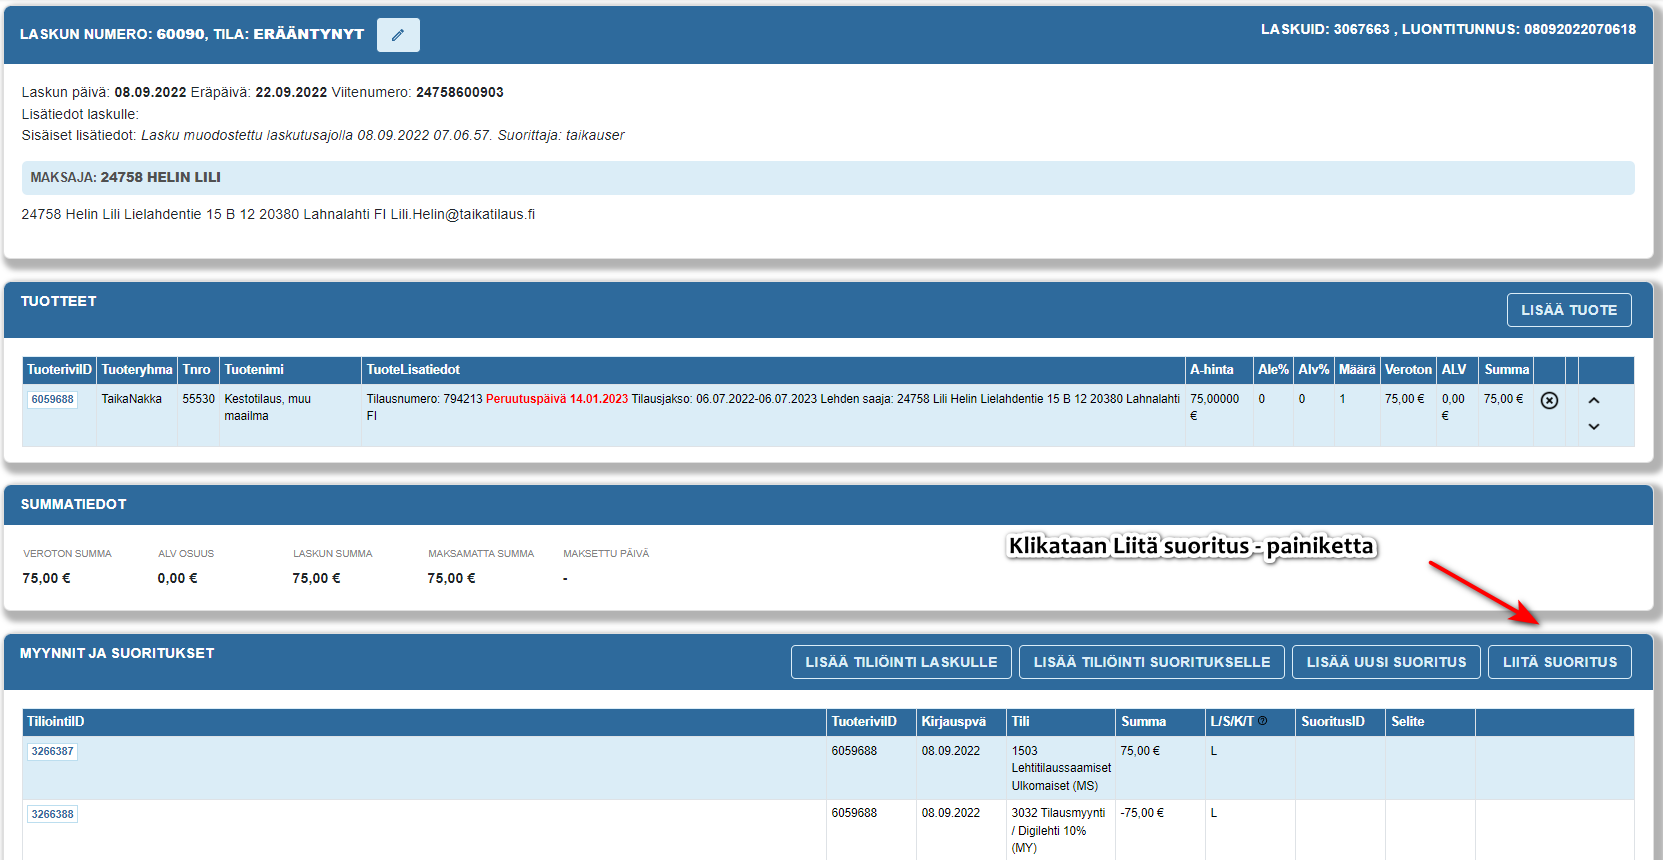 LASKUN NUMERO: 60090, TILA: ERÄÄNTYNYT
LASKUID: 3067663 , LUONTITUNNUS: 08092022070618
Laskun päivä: 08.09.2022 Eräpäivä: 22.09.2022 Viitenumero: 24758600903
Lisätiedot laskulle:
Sisäiset lisätiedot: Lasku muodostettu laskutusajolla 08.09.2022 07.06.57. Suorittaja: taikauser
MAKSAJA: 24758 HELIN LILI
24758 Helin Lili Lielahdentie 15 B 12 20380 Lahnalahti FI Lili.Helin@taikatilaus.fi
TUOTTEET
LISÄÄ TUOTE
TuoteriviID Tuoteryhma Tnro Tuotenimi TuoteLisatiedot A-hinta Ale% Alv% Määrä Veroton ALV Summa
6059688 TaikaNakka 55530 Kestotilaus, muu Tilausnumero: 794213 Peruutuspäivä 14.01.2023 Tilausjakso: 06.07.2022-06.07.2023 Lehden saaja: 24758 Lili Helin Lielahdentie 15 B 12 20380 Lahnalahti 75,00000 0 0 1 75,00 € 0,00 75,00 €
maailma FI € €
SUMMATIEDOT
Klikataan Liitä suoritus - painiketta
VEROTON SUMMA ALV OSUUS LASKUN SUMMA MAKSAMATTA SUMMA MAKSETTU PÄIVÄ
75,00 € 0,00 € 75,00 € 75,00 € -
MYYNNIT JA SUORITUKSET
LISÄÄ TILIÖINTI LASKULLE LISÄÄ TILIÖINTI SUORITUKSELLE LISÄÄ UUSI SUORITUS LIITÄ SUORITUS
TiliointiID TuoteriviID Kirjauspvä Tili Summa L/S/K/T SuoritusID Selite
3266387 6059688 08.09.2022 1503 75,00 € L
Lehtitilaussaamiset
Ulkomaiset (MS)
3266388 6059688 08.09.2022 3032 Tilausmyynti -75,00 € L
/ Digilehti 10%
(MY)